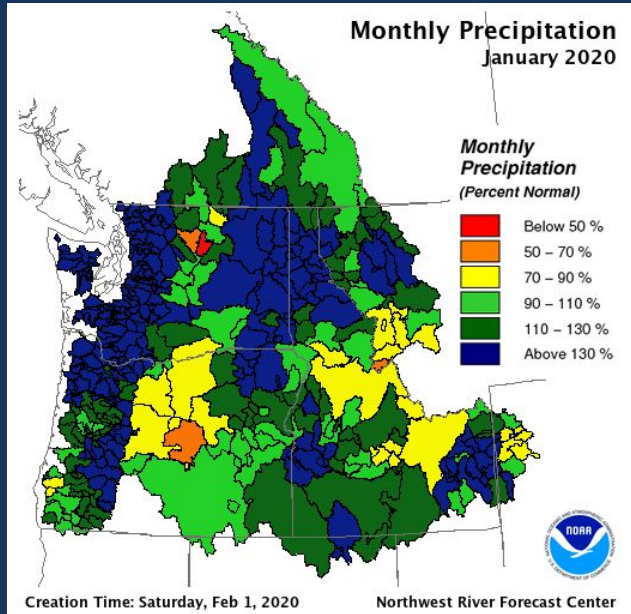 Monthly Precipitation
January 2020
Monthly
Precipitation
(Percent Normal)
Below 50 %
50 – 70 %
70 – 90 %
90 – 110 %
110 – 130 %
Above 130 %
NOAA
Creation Time: Saturday, Feb 1, 2020
Northwest River Forecast Center